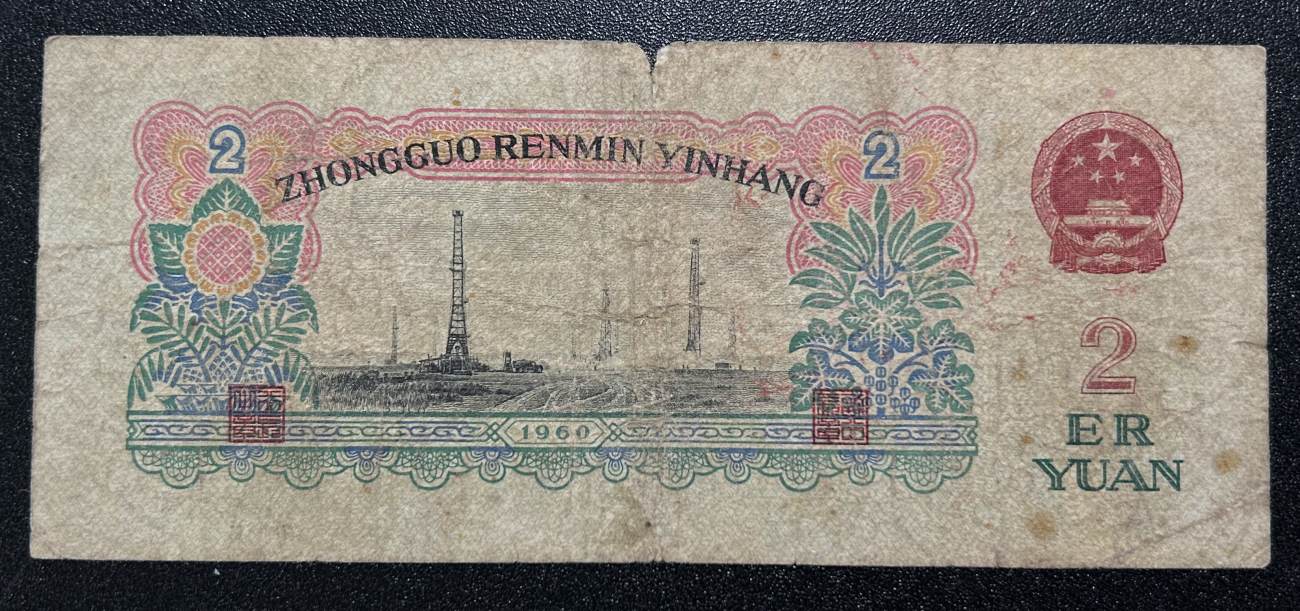 2
2
ZHONGGUO RENMIN YINHANG
1960
2
ER
YUAN